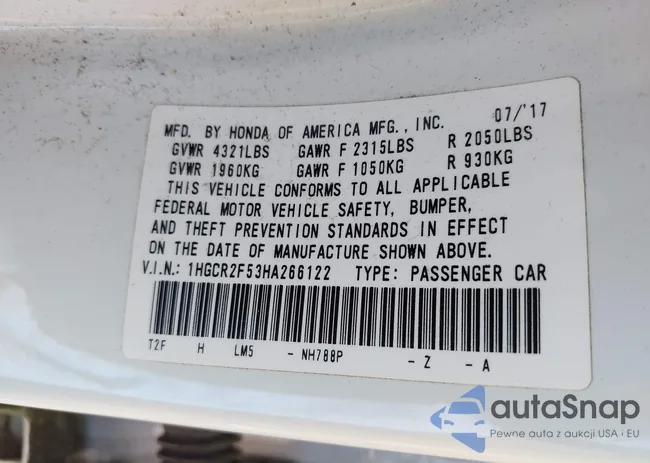 MFD. BY HONDA OF AMERICA MFG., INC. 07/'17
GVWR 4321LBS GAWR F 2315LBS R 2050LBS
GVWR 1960KG GAWR F 1050KG R 930KG
THIS VEHICLE CONFORMS TO ALL APPLICABLE
FEDERAL MOTOR VEHICLE SAFETY, BUMPER,
AND THEFT PREVENTION STANDARDS IN EFFECT
ON THE DATE OF MANUFACTURE SHOWN ABOVE.
V.I.N.: 1HGCR2F53HA266122 TYPE: PASSENGER CAR
T2F H LM5 - NH788P - Z - A
autaSnap
Pewne auta z aukcji USA i EU